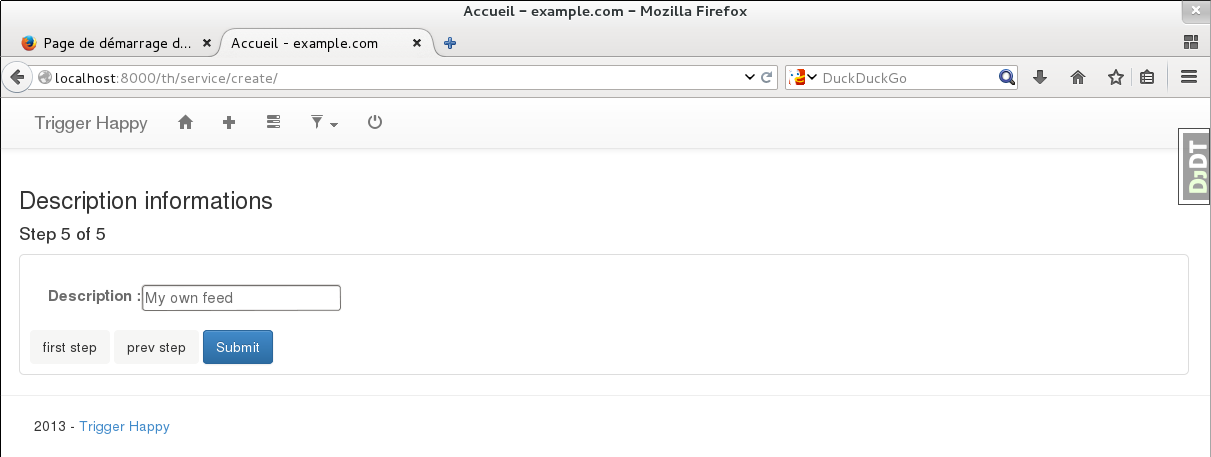 Accueil - example.com - Mozilla Firefox
Page de démarrage d... Accueil - example.com
localhost:8000/th/service/create/ DuckDuckGo
Trigger Happy
DjDT
Description informations
Step 5 of 5
Description : My own feed
first step prev step Submit
2013 - Trigger Happy